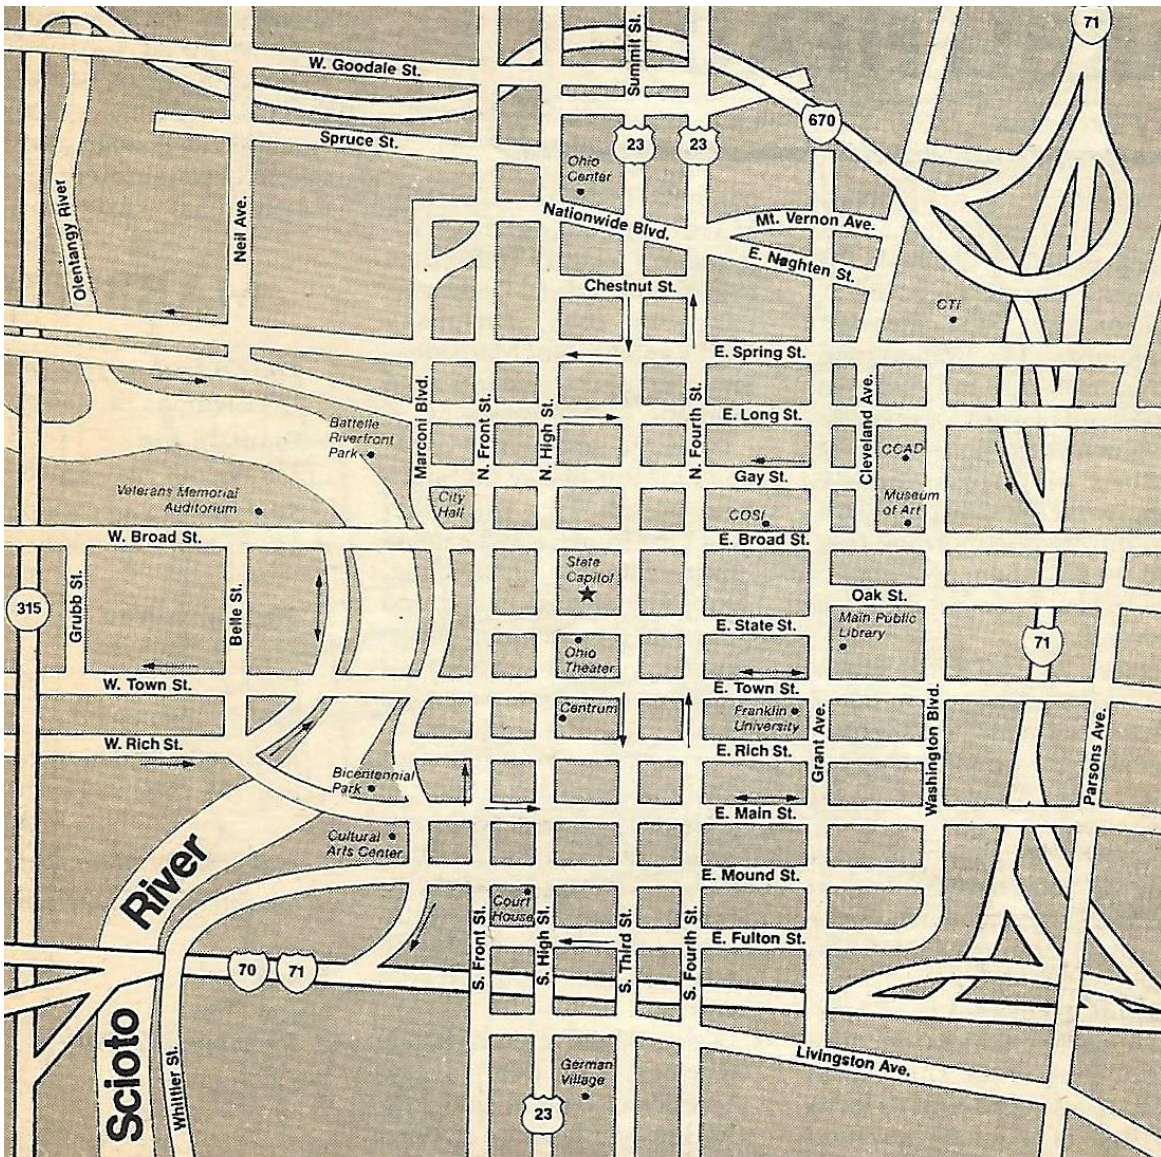 71
Summit St.
W. Goodale St.
670
Spruce St.
23
23
Ohio
Center
Olentangy River
Neil Ave.
Nationwide Blvd.
Mt. Vernon Ave.
E. Naghten St.
Chestnut St.
CTI
E. Spring St.
Marconi Blvd.
N. Front St.
N. High St.
N. Fourth St.
Cleveland Ave.
E. Long St.
Battelle
Riverfront
Park
CCAD
Gay St.
Veterans Memorial
Auditorium
City
Hall
Museum
of Art
COSI
W. Broad St.
E. Broad St.
State
Capitol
315
Grubb St.
Belle St.
Oak St.
E. State St.
Main Public
Library
71
Ohio
Theater
W. Town St.
E. Town St.
Centrum
Franklin
University
Grant Ave.
Washington Blvd.
Parsons Ave.
W. Rich St.
E. Rich St.
Bicentennial
Park
E. Main St.
Cultural
Arts Center
River
E. Mound St.
Court
House
S. Front St.
S. High St.
S. Third St.
S. Fourth St.
E. Fulton St.
70
71
Scioto
Whittier St.
Livingston Ave.
German
Village
23